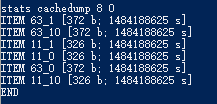 stats cachedump 8 0
ITEM 63_1 [372 b; 1484188625 s]
ITEM 63_10 [372 b; 1484188625 s]
ITEM 11_1 [326 b; 1484188625 s]
ITEM 11_0 [326 b; 1484188625 s]
ITEM 63_0 [372 b; 1484188625 s]
ITEM 11_10 [326 b; 1484188625 s]
END